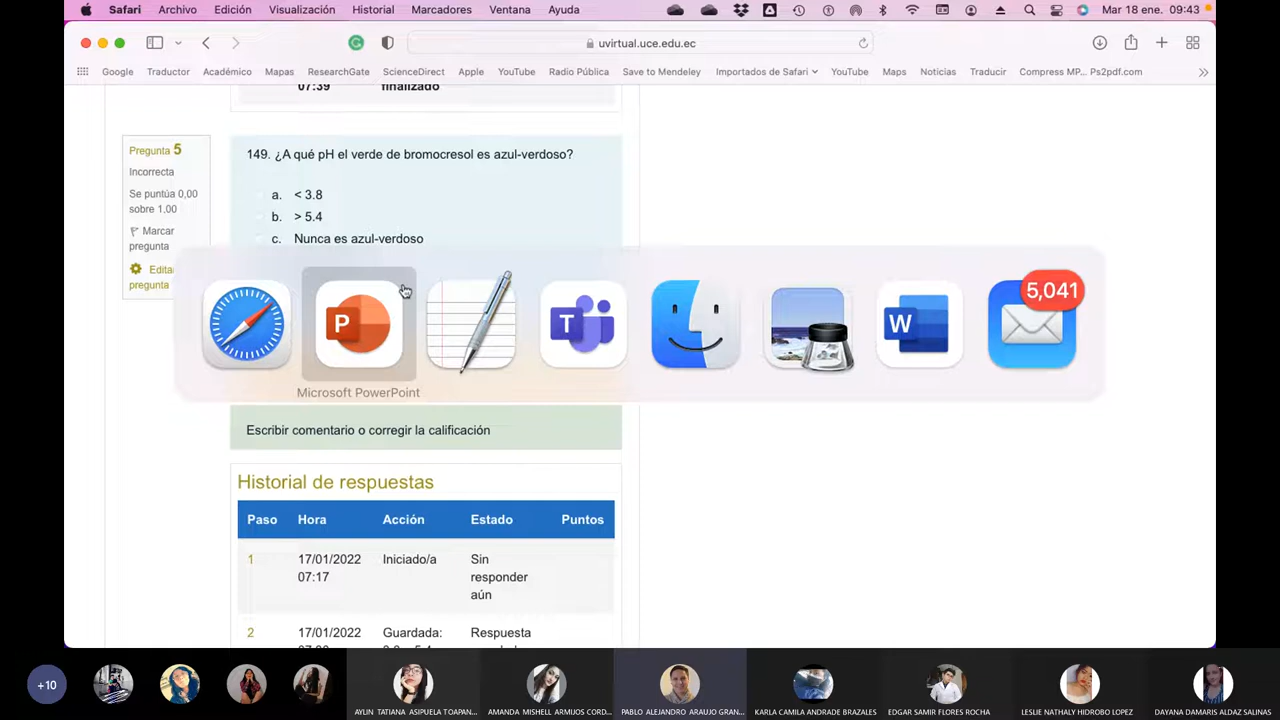 Safari Archivo Edición Visualización Historial Marcadores Ventana Ayuda Mar 18 ene. 09:43
uvirtual.uce.edu.ec
Google Traductor Académico Mapas ResearchGate ScienceDirect Apple YouTube Radio Pública Save to Mendeley Importados de Safari YouTube Maps Noticias Traducir Compress MP... Ps2pdf.com
07:39 finalizado
Pregunta 5
Incorrecta
Se puntúa 0,00
sobre 1,00
Marcar
pregunta
Edita
pregunta
149. ¿A qué pH el verde de bromocresol es azul-verdoso?
a. < 3.8
b. > 5.4
c. Nunca es azul-verdoso
P
T
W
5,041
Microsoft PowerPoint
Escribir comentario o corregir la calificación
Historial de respuestas
Paso Hora Acción Estado Puntos
1 17/01/2022 Iniciado/a Sin
07:17 responder
aún
2 17/01/2022 Guardada: Respuesta
+10
AYLIN TATIANA ASIPUELA TOAPAN...
AMANDA MISHELL ARMIJOS CORD...
PABLO ALEJANDRO ARAUJO GRAN...
KARLA CAMILA ANDRADE BRAZALES
EDGAR SAMIR FLORES ROCHA
LESLIE NATHALY HIDROBO LOPEZ
DAYANA DAMARIS ALDAZ SALINAS